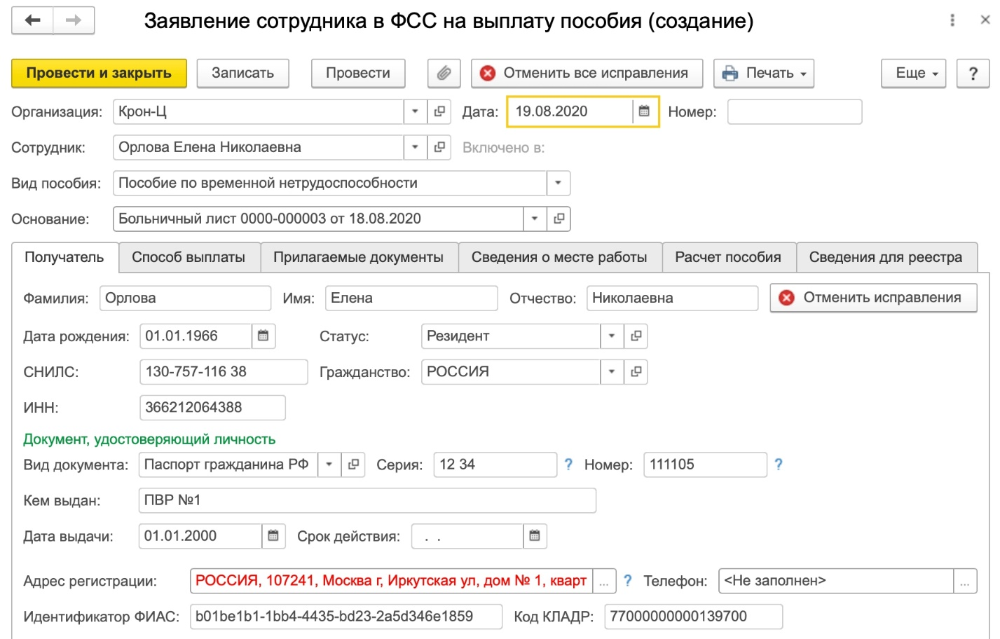 Заявление сотрудника в ФСС на выплату пособия (создание)
Провести и закрыть Записать Провести Отменить все исправления Печать Еще ?
Организация: Крон-Ц Дата: 19.08.2020 Номер:
Сотрудник: Орлова Елена Николаевна Включено в:
Вид пособия: Пособие по временной нетрудоспособности
Основание: Больничный лист 0000-000003 от 18.08.2020
Получатель Способ выплаты Прилагаемые документы Сведения о месте работы Расчет пособия Сведения для реестра
Фамилия: Орлова Имя: Елена Отчество: Николаевна Отменить исправления
Дата рождения: 01.01.1966 Статус: Резидент
СНИЛС: 130-757-116 38 Гражданство: РОССИЯ
ИНН: 366212064388
Документ, удостоверяющий личность
Вид документа: Паспорт гражданина РФ Серия: 12 34 ? Номер: 111105 ?
Кем выдан: ПВР №1
Дата выдачи: 01.01.2000 Срок действия: . .
Адрес регистрации: РОССИЯ, 107241, Москва г, Иркутская ул, дом № 1, кварт ... ? Телефон: <Не заполнен> ...
Идентификатор ФИАС: b01be1b1-1bb4-4435-bd23-2a5d346e1859 Код КЛАДР: 77000000000139700